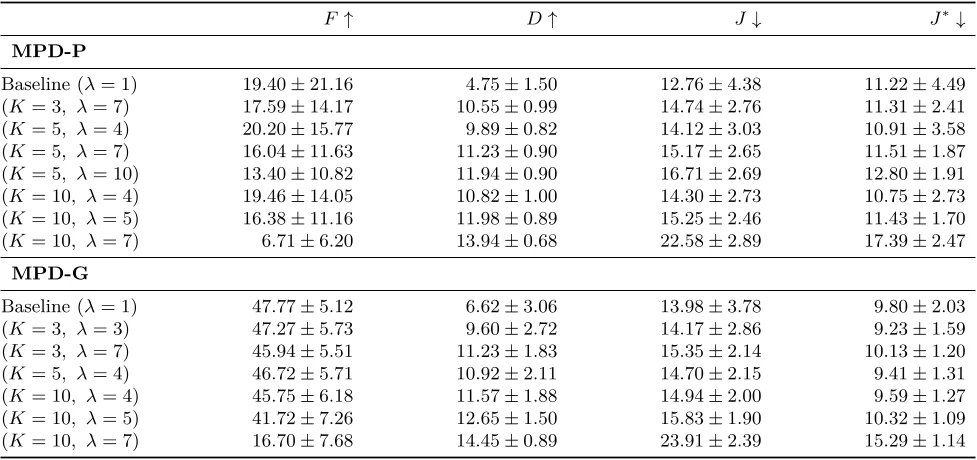 F ↑ D ↑ J ↓ J* ↓
MPD-P
Baseline (λ = 1) 19.40 ± 21.16 4.75 ± 1.50 12.76 ± 4.38 11.22 ± 4.49
(K = 3, λ = 7) 17.59 ± 14.17 10.55 ± 0.99 14.74 ± 2.76 11.31 ± 2.41
(K = 5, λ = 4) 20.20 ± 15.77 9.89 ± 0.82 14.12 ± 3.03 10.91 ± 3.58
(K = 5, λ = 7) 16.04 ± 11.63 11.23 ± 0.90 15.17 ± 2.65 11.51 ± 1.87
(K = 5, λ = 10) 13.40 ± 10.82 11.94 ± 0.90 16.71 ± 2.69 12.80 ± 1.91
(K = 10, λ = 4) 19.46 ± 14.05 10.82 ± 1.00 14.30 ± 2.73 10.75 ± 2.73
(K = 10, λ = 5) 16.38 ± 11.16 11.98 ± 0.89 15.25 ± 2.46 11.43 ± 1.70
(K = 10, λ = 7) 6.71 ± 6.20 13.94 ± 0.68 22.58 ± 2.89 17.39 ± 2.47
MPD-G
Baseline (λ = 1) 47.77 ± 5.12 6.62 ± 3.06 13.98 ± 3.78 9.80 ± 2.03
(K = 3, λ = 3) 47.27 ± 5.73 9.60 ± 2.72 14.17 ± 2.86 9.23 ± 1.59
(K = 3, λ = 7) 45.94 ± 5.51 11.23 ± 1.83 15.35 ± 2.14 10.13 ± 1.20
(K = 5, λ = 4) 46.72 ± 5.71 10.92 ± 2.11 14.70 ± 2.15 9.41 ± 1.31
(K = 10, λ = 4) 45.75 ± 6.18 11.57 ± 1.88 14.94 ± 2.00 9.59 ± 1.27
(K = 10, λ = 5) 41.72 ± 7.26 12.65 ± 1.50 15.83 ± 1.90 10.32 ± 1.09
(K = 10, λ = 7) 16.70 ± 7.68 14.45 ± 0.89 23.91 ± 2.39 15.29 ± 1.14